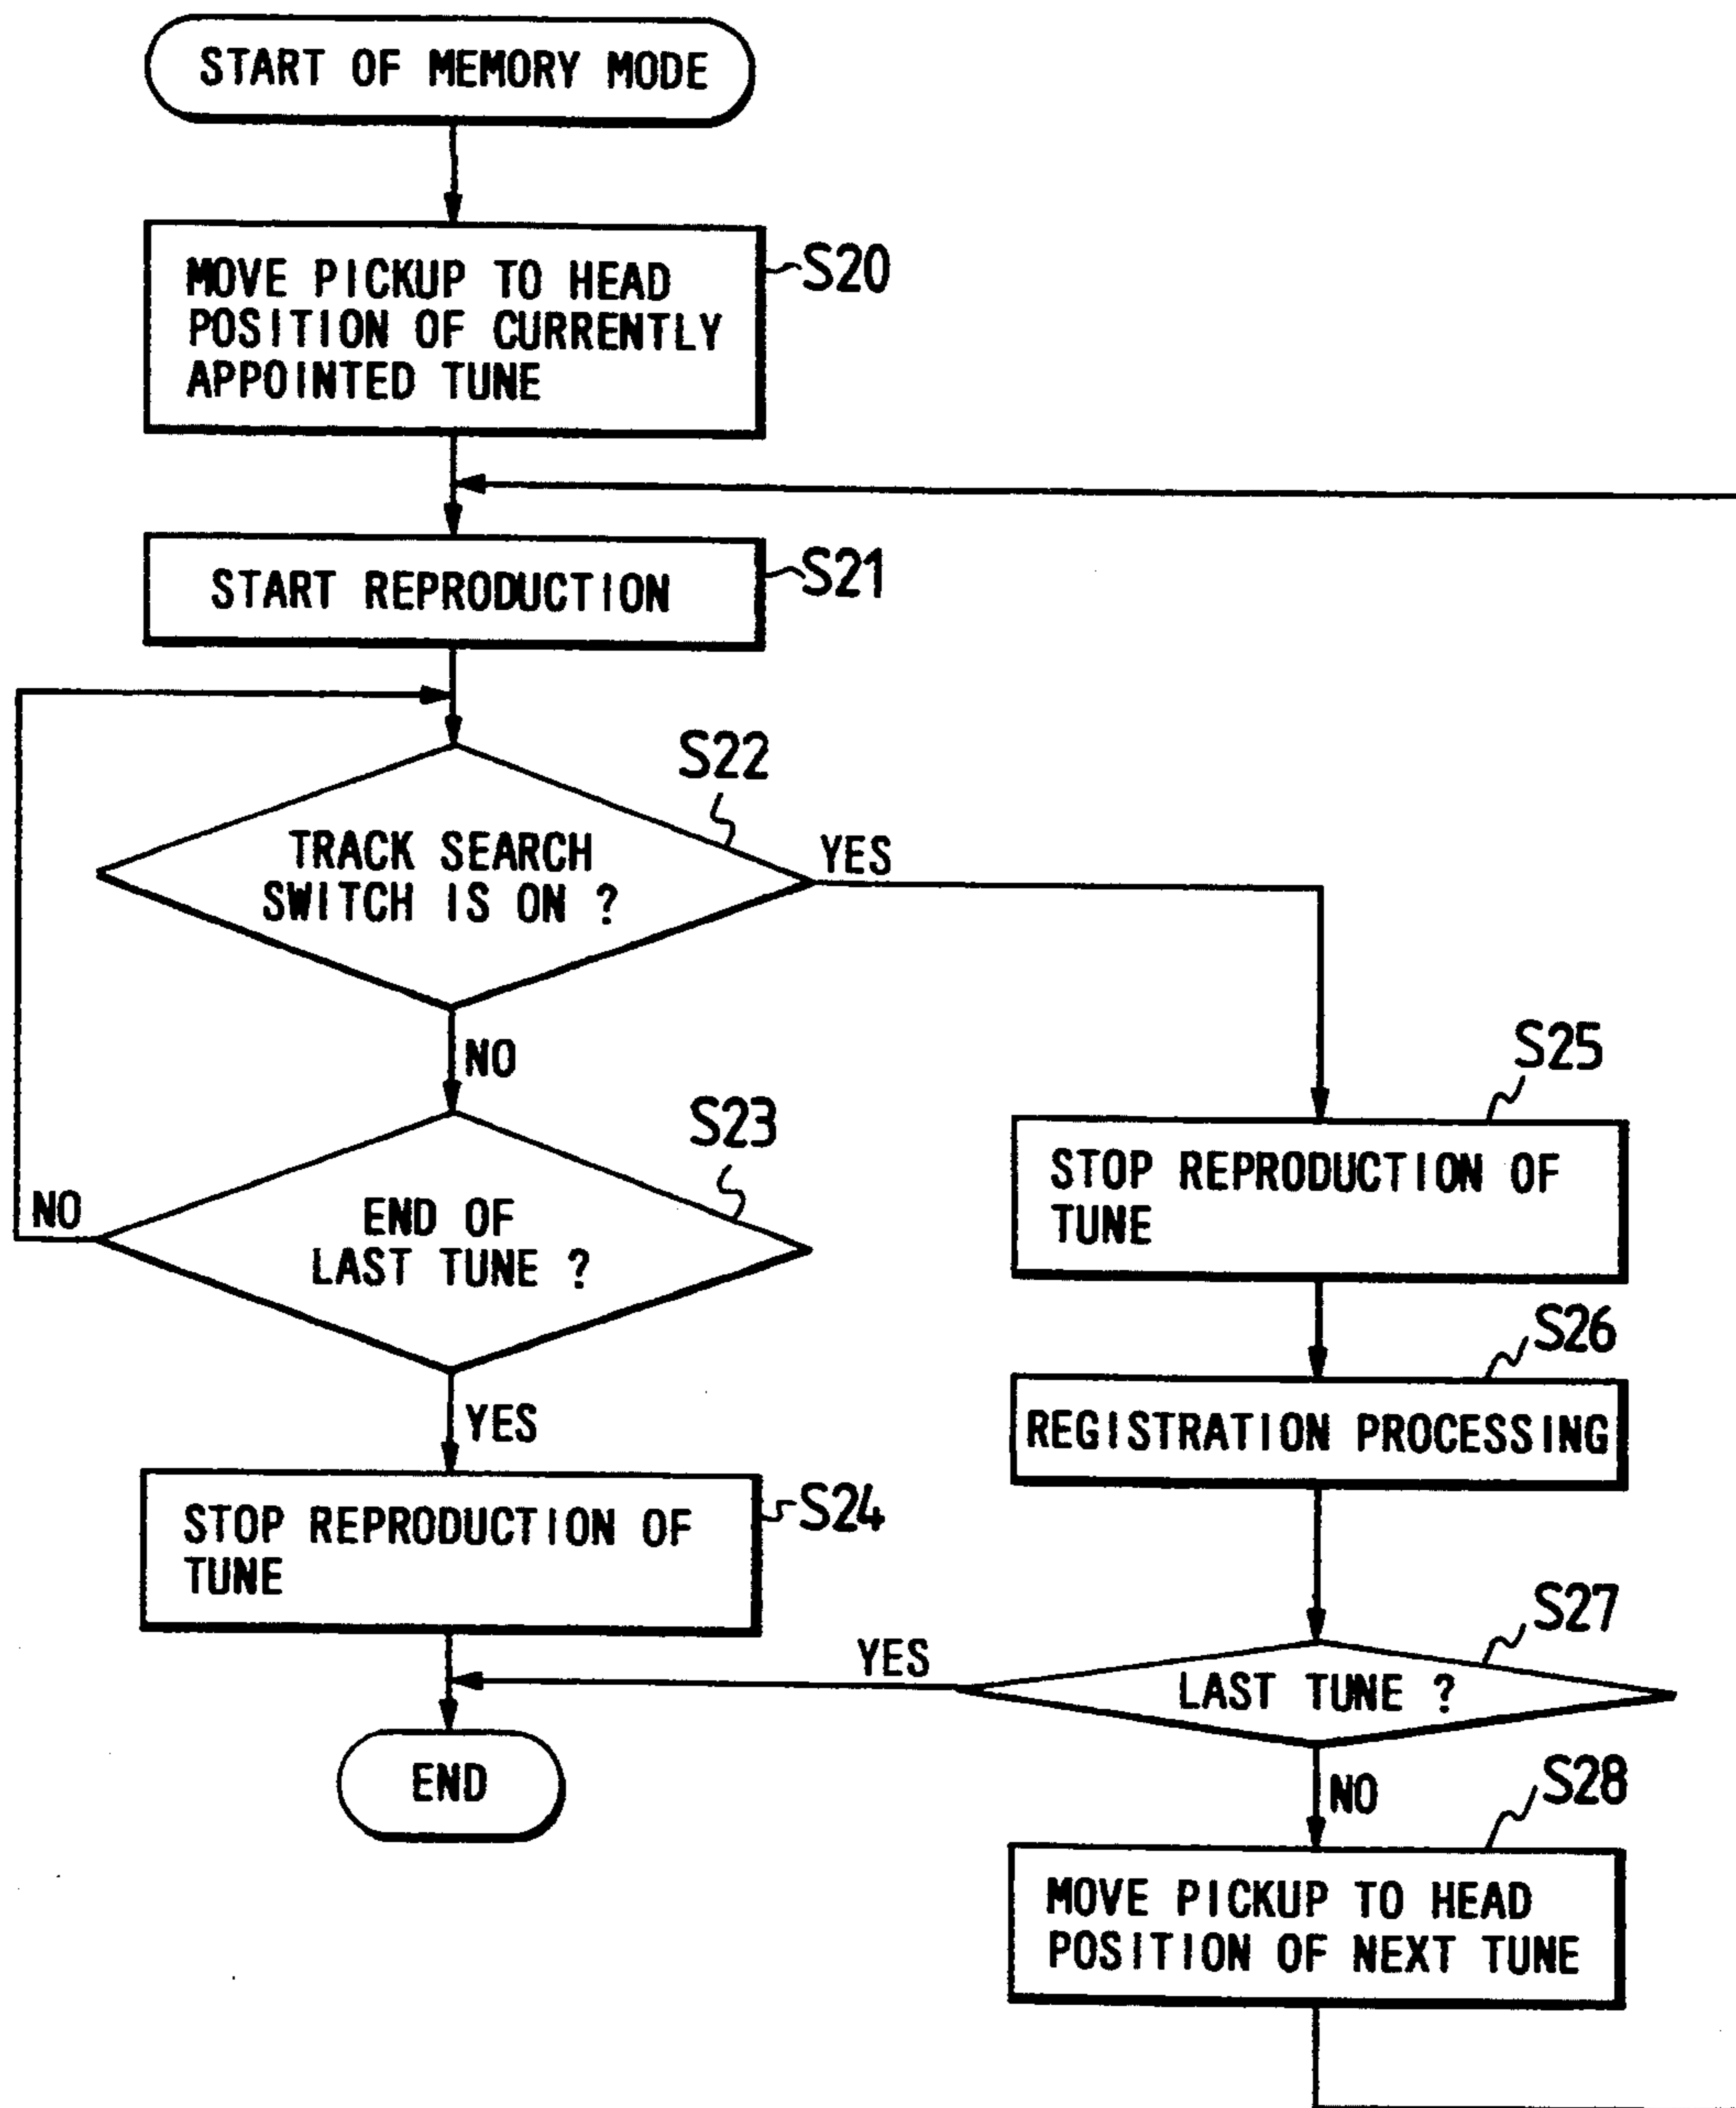 START OF MEMORY MODE
MOVE PICKUP TO HEAD
POSITION OF CURRENTLY
APPOINTED TUNE
S20
START REPRODUCTION
S21
S22
TRACK SEARCH
SWITCH IS ON ?
YES
NO
S23
END OF
LAST TUNE ?
NO
YES
STOP REPRODUCTION OF
TUNE
S24
END
S25
STOP REPRODUCTION OF
TUNE
S26
REGISTRATION PROCESSING
S27
LAST TUNE ?
YES
NO
S28
MOVE PICKUP TO HEAD
POSITION OF NEXT TUNE